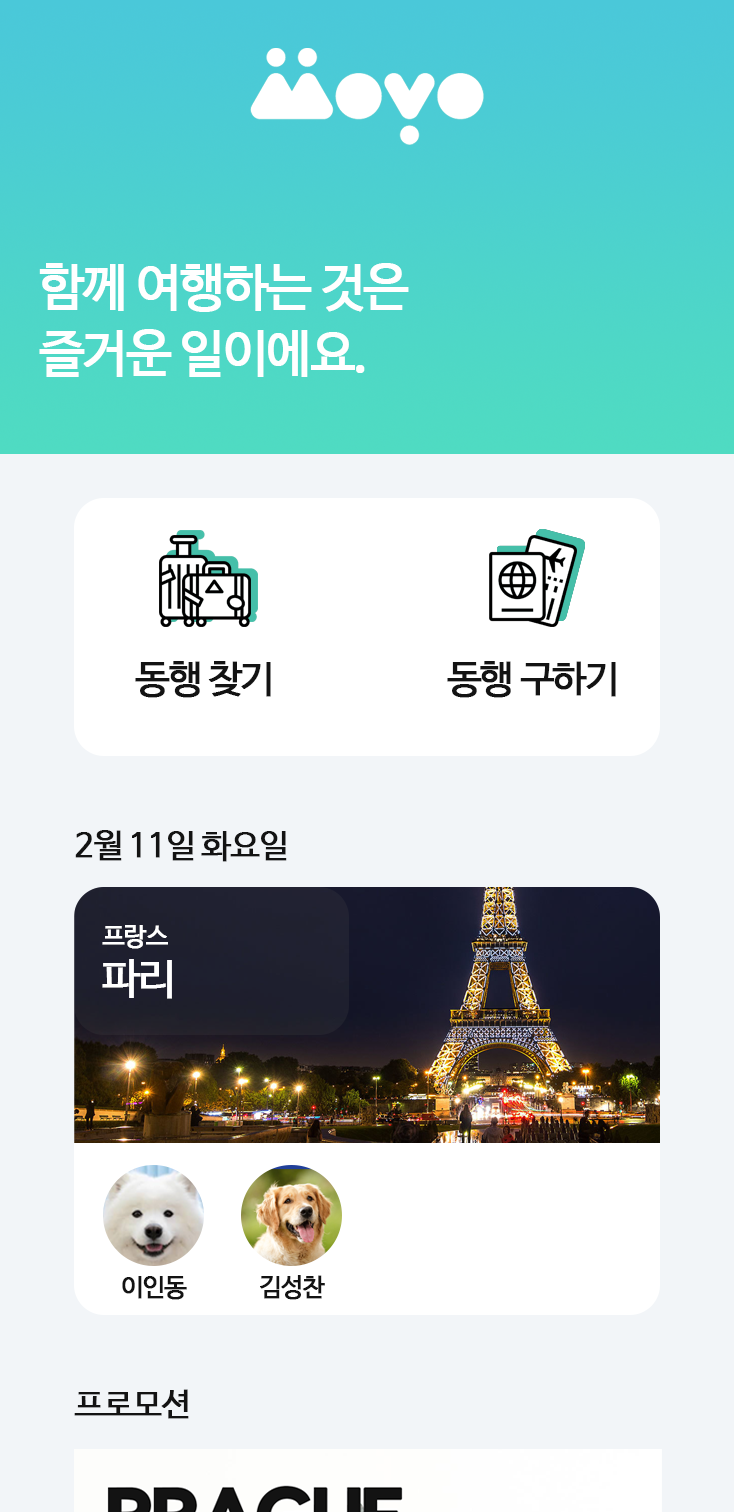 Moyo
함께 여행하는 것은
즐거운 일이에요.
동행 찾기
동행 구하기
2월 11일 화요일
프랑스
파리
이인동
김성찬
프로모션
PRAGUE